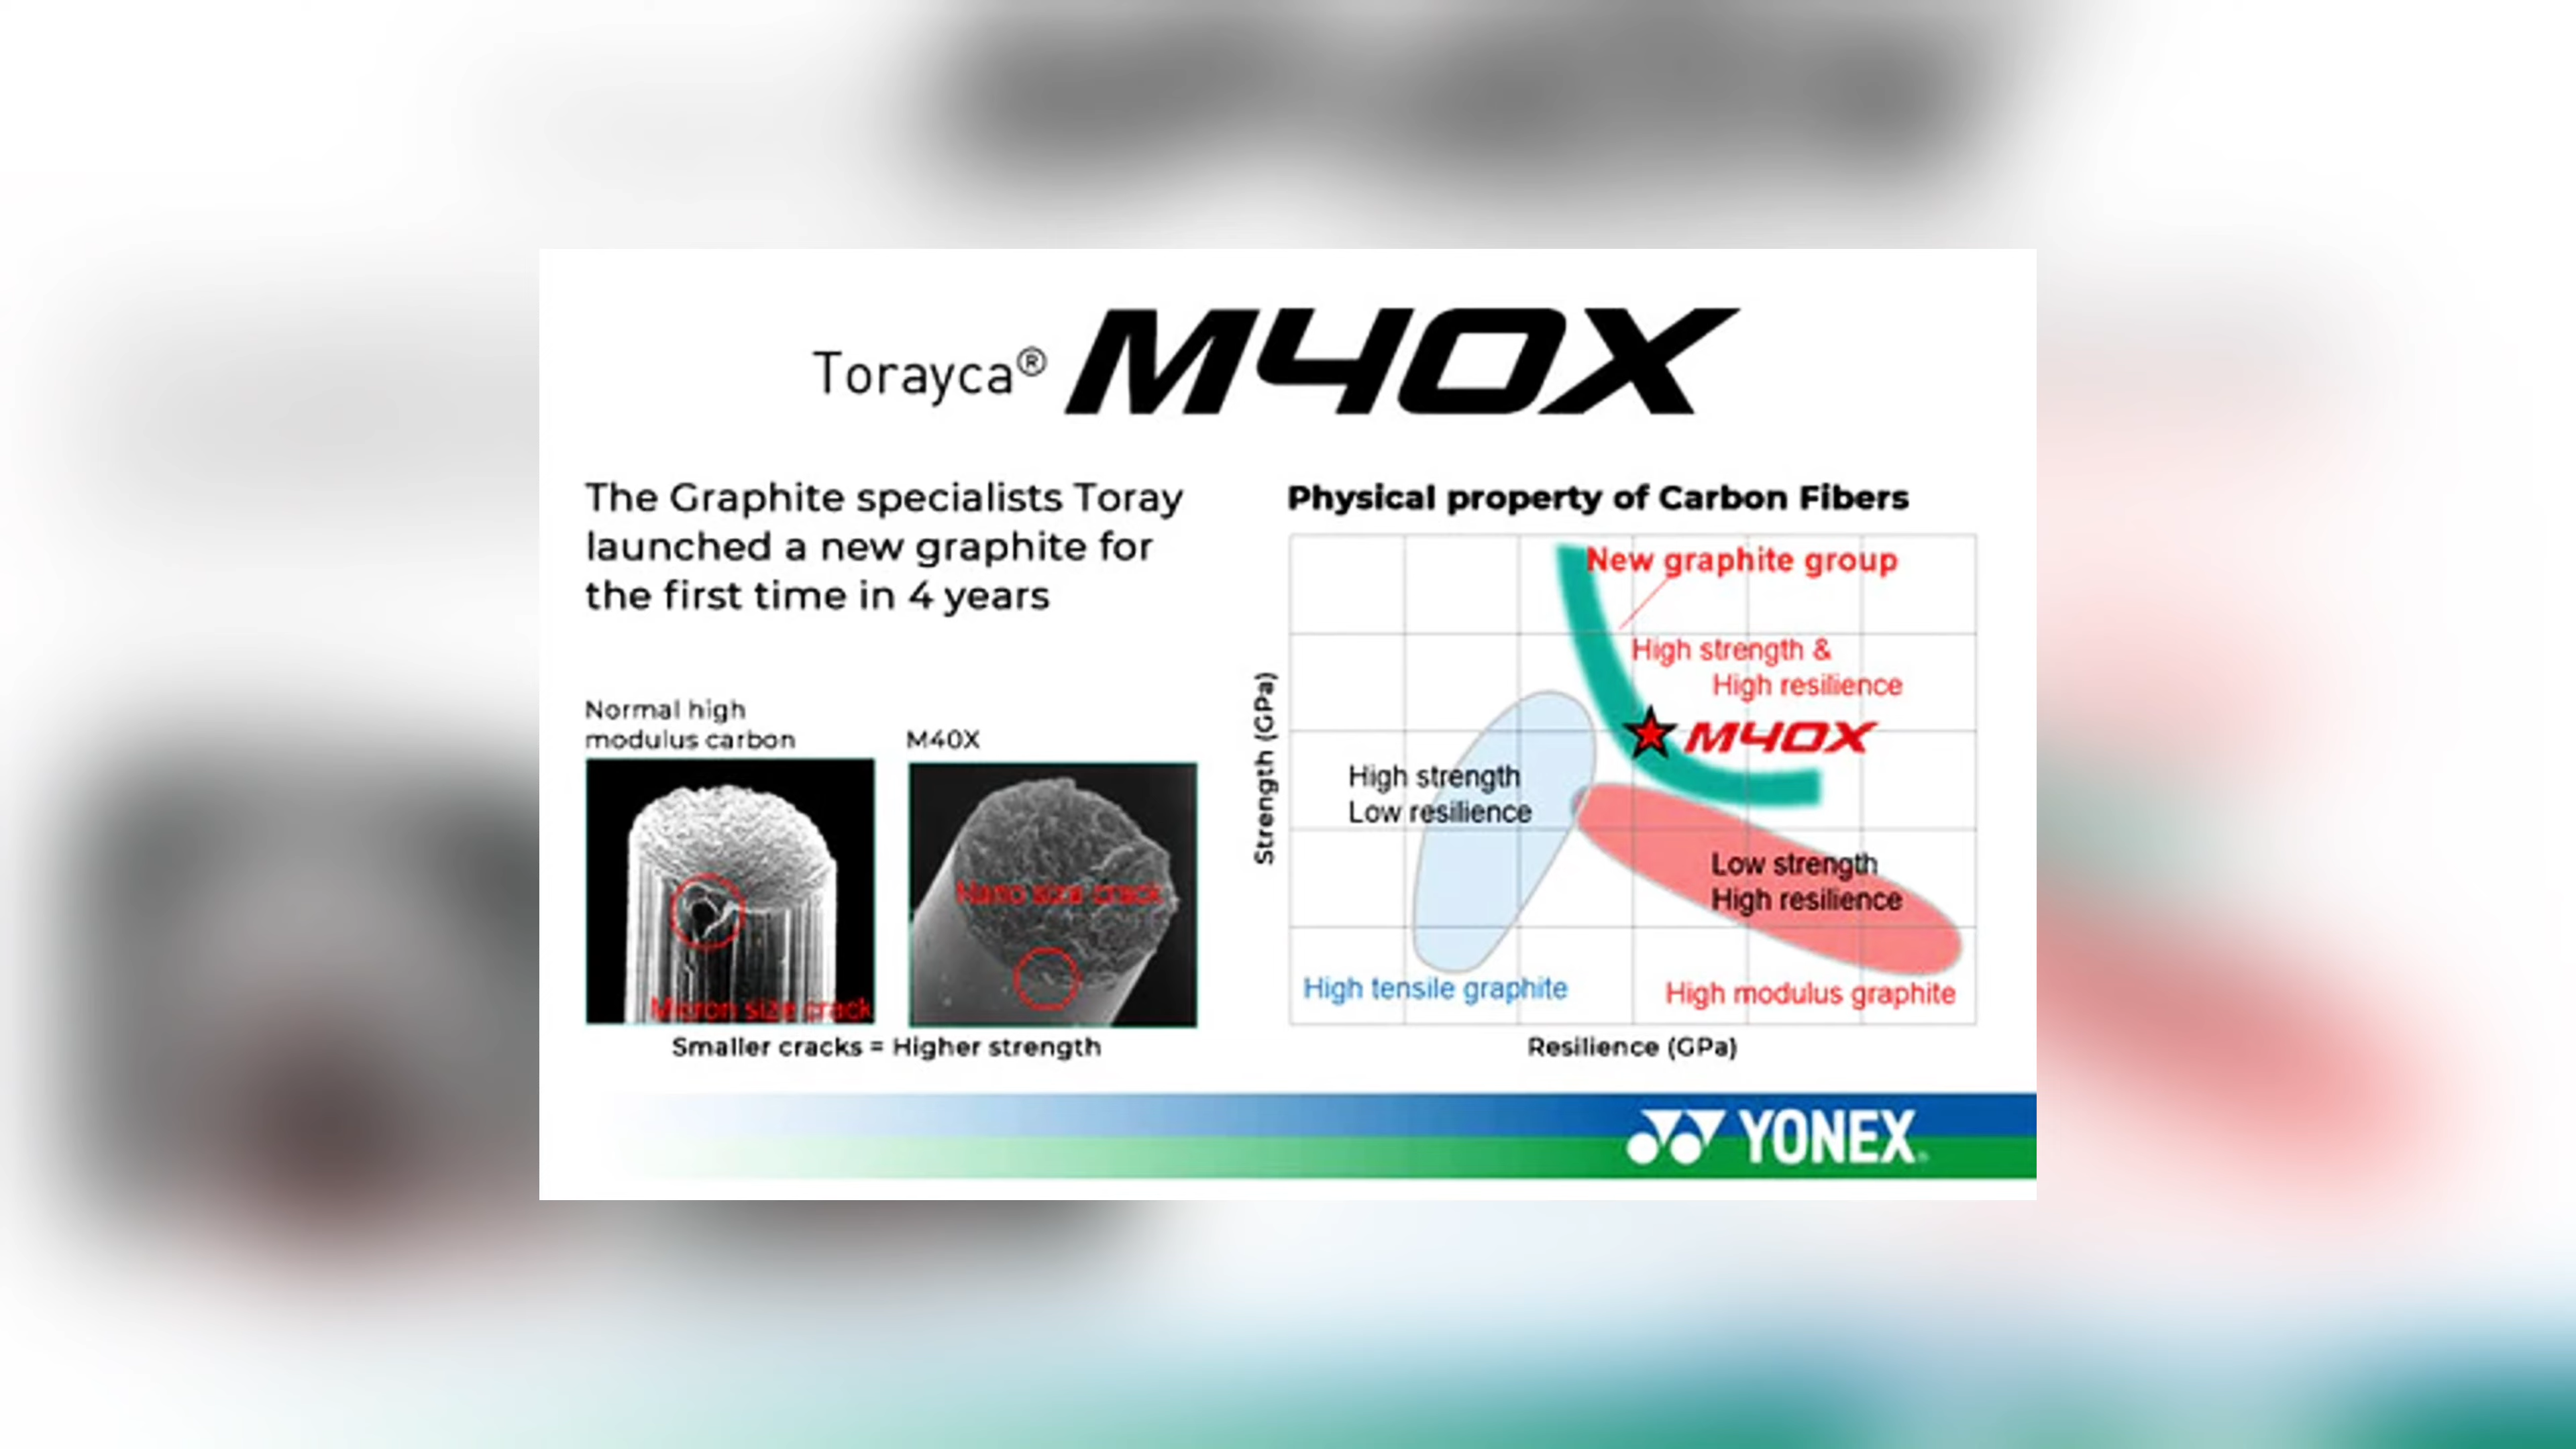 Torayca® M40X
The Graphite specialists Toray
launched a new graphite for
the first time in 4 years
Normal high
modulus carbon
Micron size crack
M40X
Nano size crack
Smaller cracks = Higher strength
Physical property of Carbon Fibers
New graphite group
High strength &
High resilience
M40X
High strength
Low resilience
Low strength
High resilience
High tensile graphite
High modulus graphite
Strength (GPa)
Resilience (GPa)
YONEX